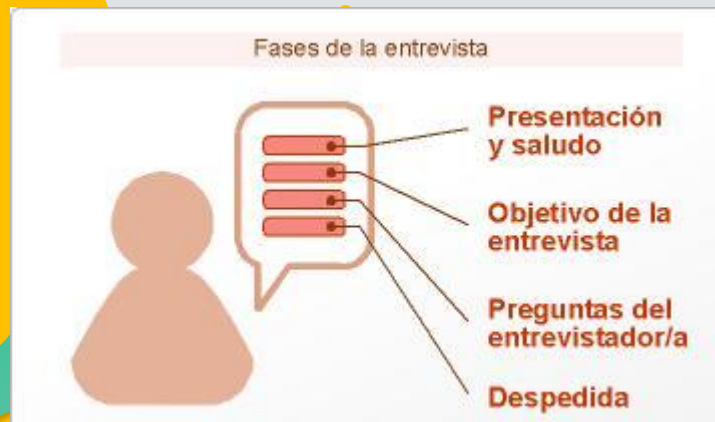 Fases de la entrevista
Presentación
y saludo
Objetivo de la
entrevista
Preguntas del
entrevistador/a
Despedida